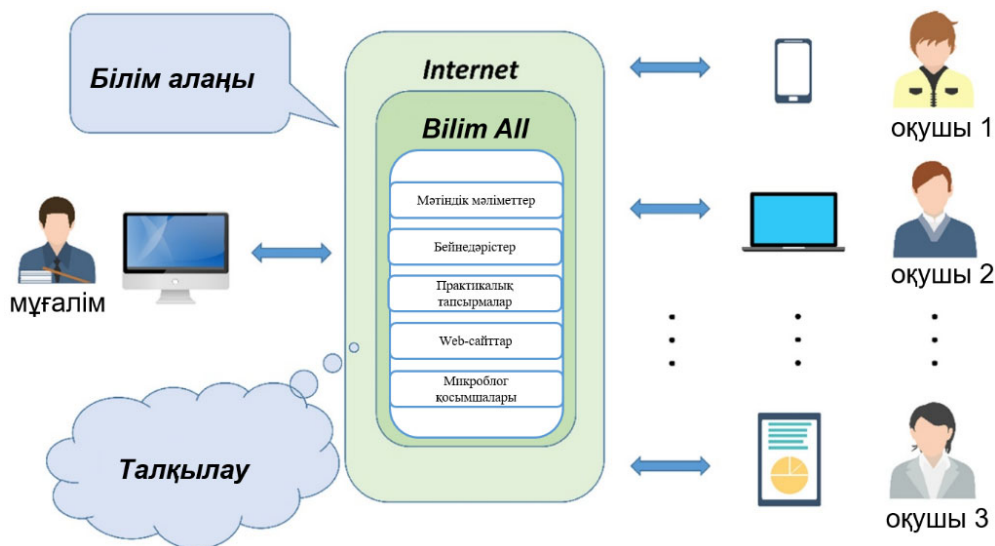 Білім алаңы
Internet
Bilim All
Мәтіндік мәліметтер
Бейнедәрістер
Практикалық
тапсырмалар
Web-сайттар
Микроблог
қосымшалары
мұғалім
Талқылау
оқушы 1
оқушы 2
оқушы 3